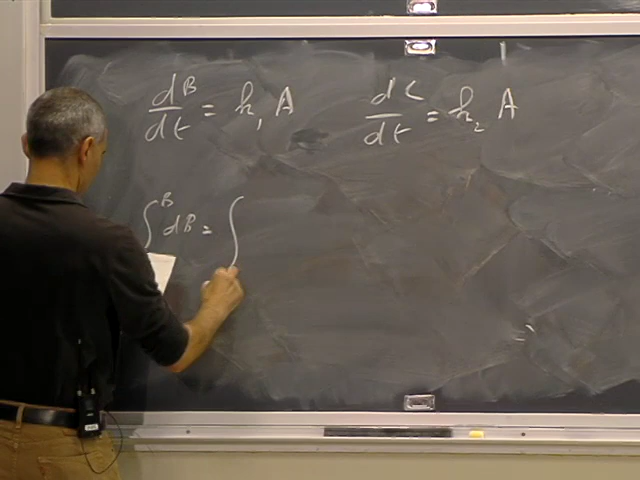 dB/dt = k₁ A dC/dt = k₂ A
∫ᴮ dB = ∫